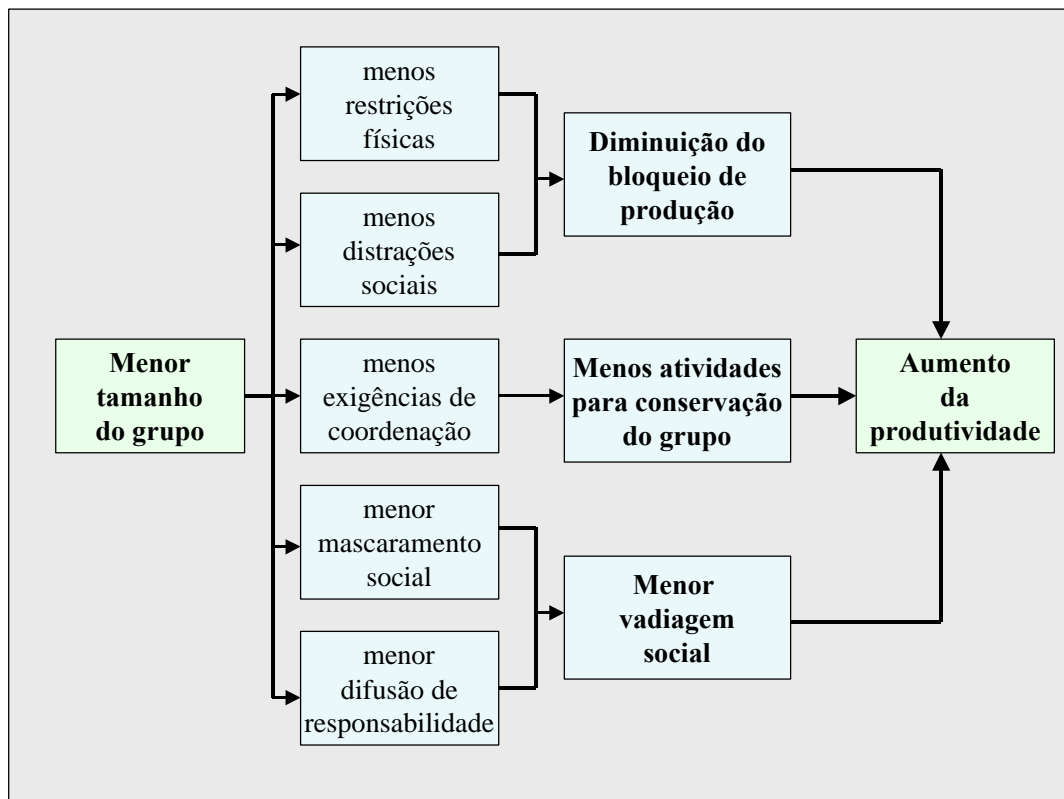 menos
restrições
físicas
Diminuição do
bloqueio de
produção
menos
distrações
sociais
Menor
tamanho
do grupo
menos
exigências de
coordenação
Menos atividades
para conservação
do grupo
Aumento
da
produtividade
menor
mascaramento
social
Menor
vadiagem
social
menor
difusão de
responsabilidade